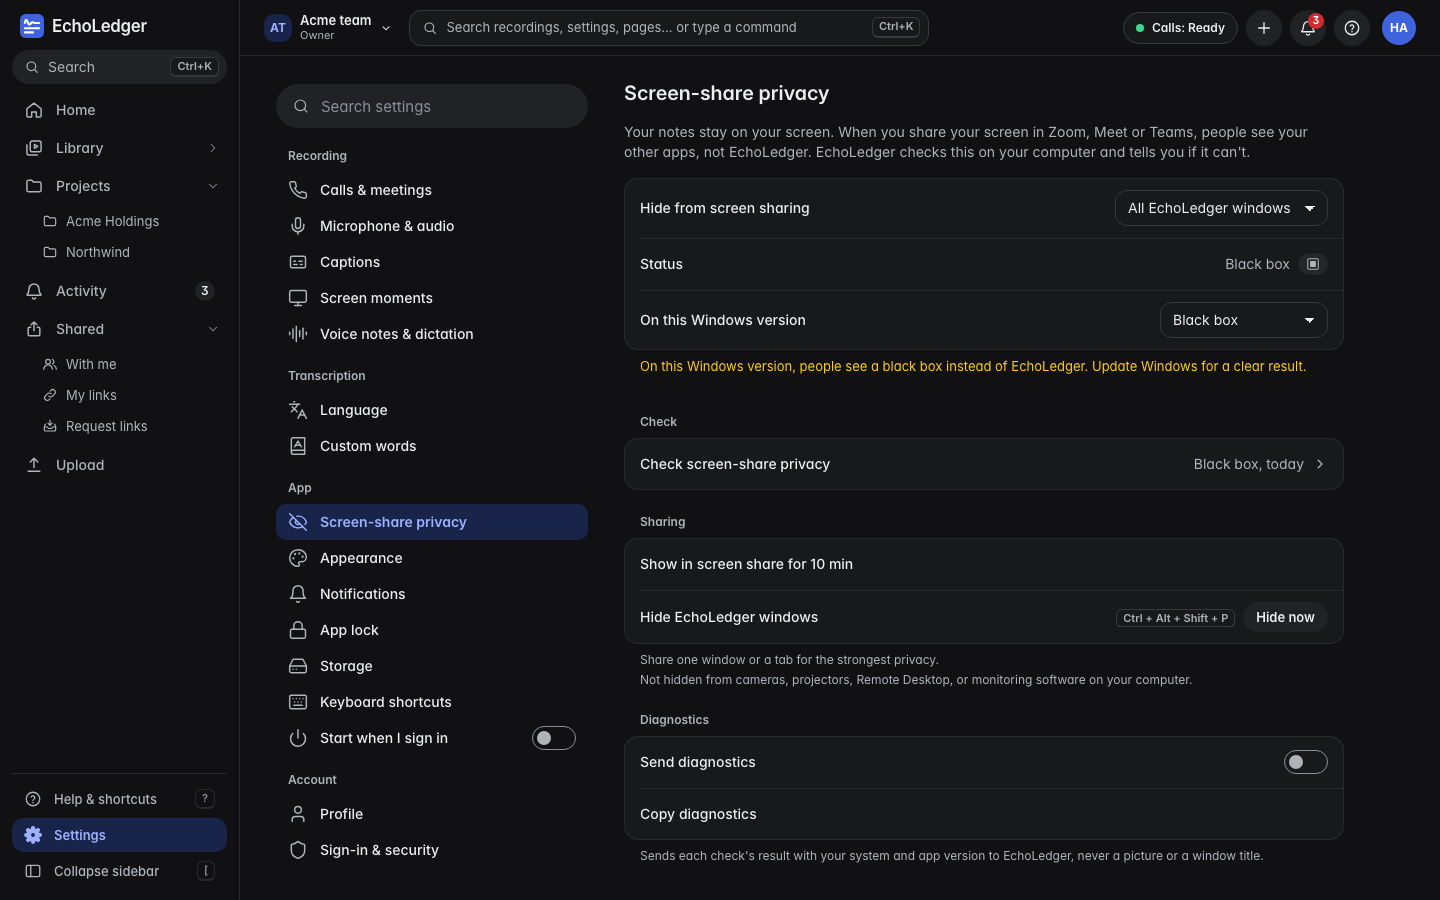 EchoLedger
Search
Ctrl+K
Home
Library
Projects
Acme Holdings
Northwind
Activity
3
Shared
With me
My links
Request links
Upload
Help & shortcuts
?
Settings
Collapse sidebar
[
AT
Acme team
Owner
Search recordings, settings, pages... or type a command
Ctrl+K
Calls: Ready
3
HA
Search settings
Recording
Calls & meetings
Microphone & audio
Captions
Screen moments
Voice notes & dictation
Transcription
Language
Custom words
App
Screen-share privacy
Appearance
Notifications
App lock
Storage
Keyboard shortcuts
Start when I sign in
Account
Profile
Sign-in & security
Screen-share privacy
Your notes stay on your screen. When you share your screen in Zoom, Meet or Teams, people see your
other apps, not EchoLedger. EchoLedger checks this on your computer and tells you if it can't.
Hide from screen sharing
All EchoLedger windows
Status
Black box
On this Windows version
Black box
On this Windows version, people see a black box instead of EchoLedger. Update Windows for a clear result.
Check
Check screen-share privacy
Black box, today
Sharing
Show in screen share for 10 min
Hide EchoLedger windows
Ctrl + Alt + Shift + P
Hide now
Share one window or a tab for the strongest privacy.
Not hidden from cameras, projectors, Remote Desktop, or monitoring software on your computer.
Diagnostics
Send diagnostics
Copy diagnostics
Sends each check's result with your system and app version to EchoLedger, never a picture or a window title.